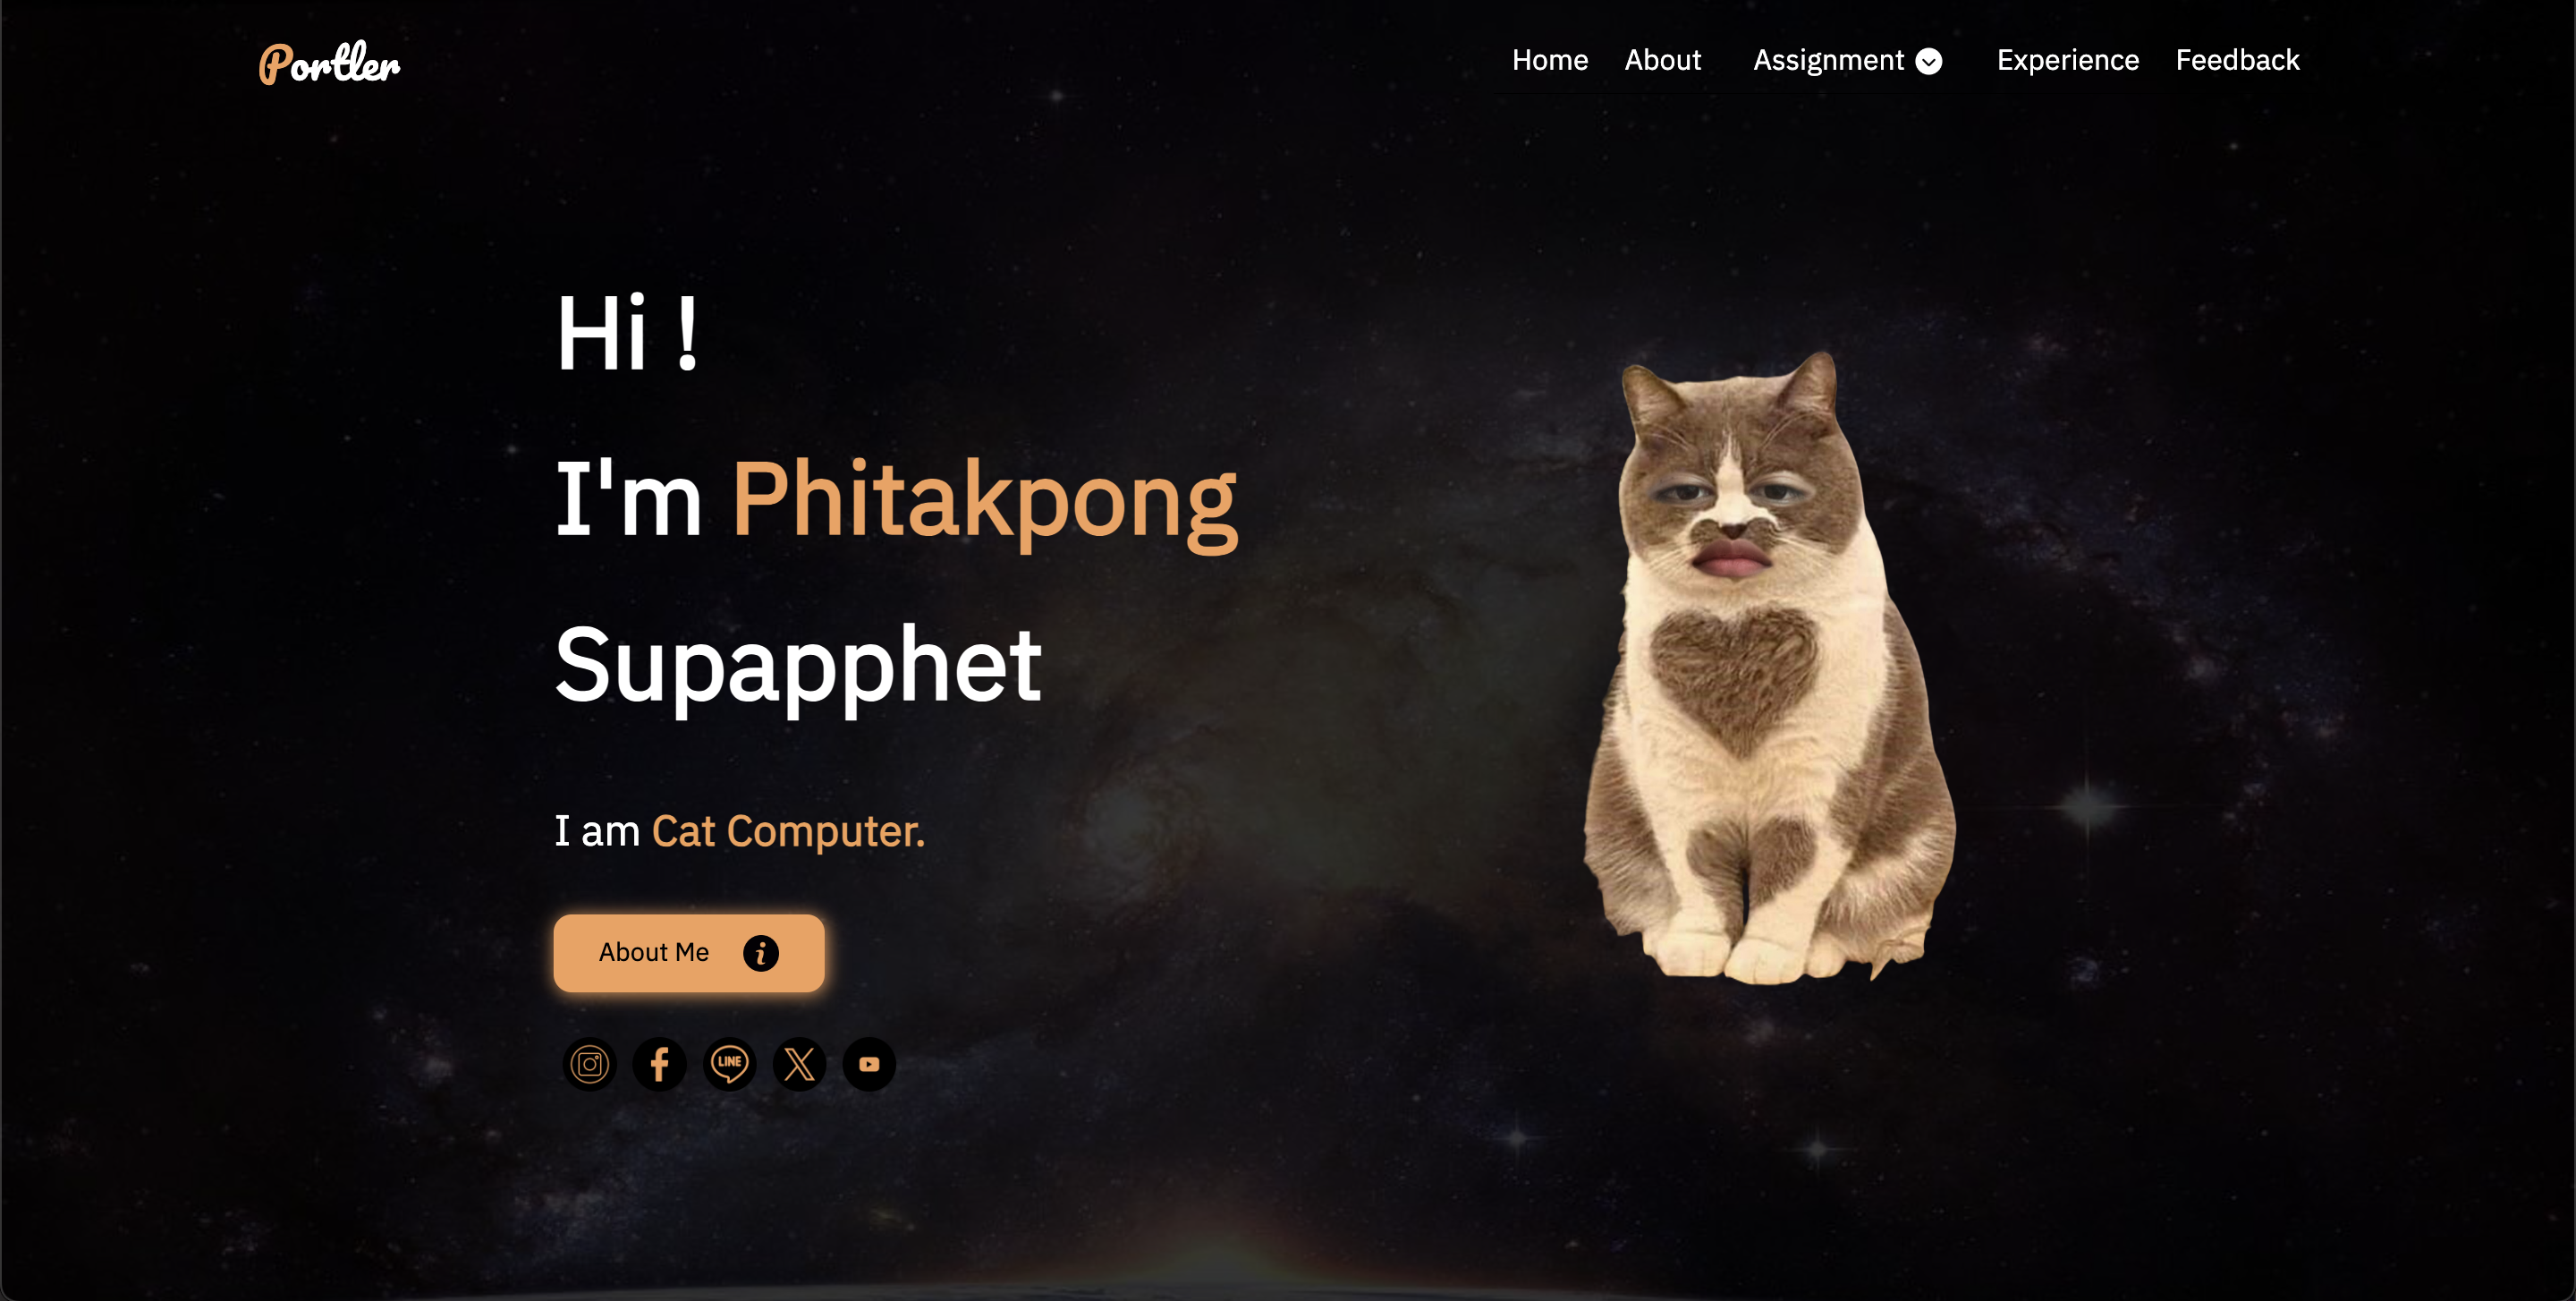 Portler
Home About Assignment Experience Feedback
Hi !
I'm Phitakpong
Supapphet
I am Cat Computer.
About Me i
LINE